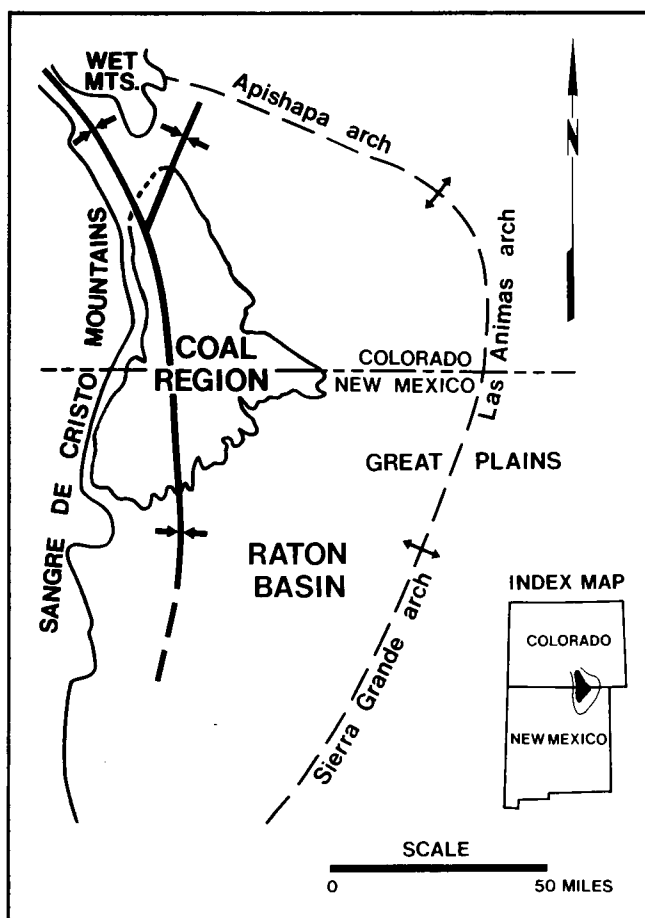 WET
MTS.
Apishapa arch
N
SANGRE DE CRISTO MOUNTAINS
Las Animas arch
COAL
REGION
COLORADO
NEW MEXICO
GREAT PLAINS
RATON
BASIN
Sierra Grande arch
INDEX MAP
COLORADO
NEW MEXICO
SCALE
0 50 MILES